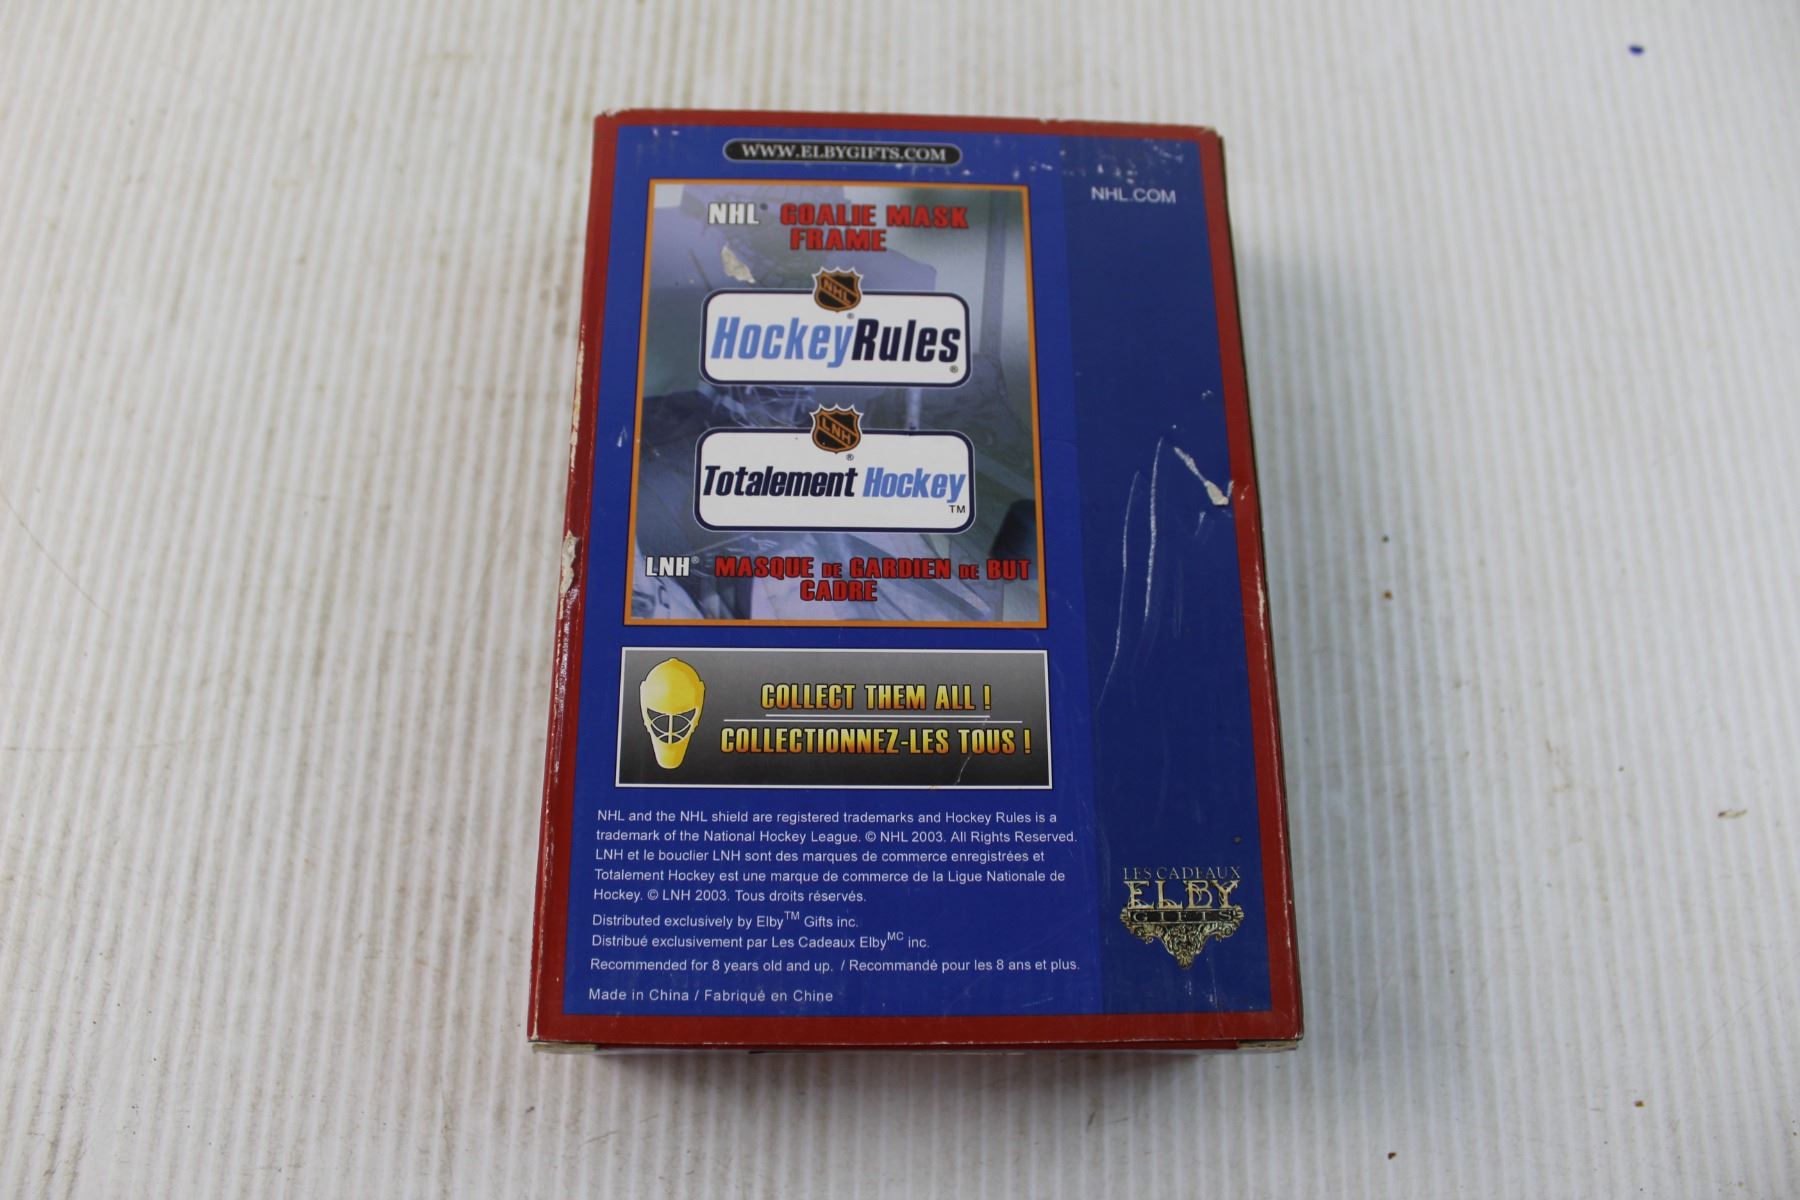 WWW.ELBYGIFTS.COM
NHL.COM
NHL® GOALIE MASK
FRAME
NHL
®
HockeyRules
®
LNH
®
Totalement Hockey
TM
LNH® MASQUE DE GARDIEN DE BUT
CADRE
COLLECT THEM ALL !
COLLECTIONNEZ-LES TOUS !
NHL and the NHL shield are registered trademarks and Hockey Rules is a
trademark of the National Hockey League. © NHL 2003. All Rights Reserved.
LNH et le bouclier LNH sont des marques de commerce enregistrées et
Totalement Hockey est une marque de commerce de la Ligue Nationale de
Hockey. © LNH 2003. Tous droits réservés.
Distributed exclusively by Elby™ Gifts inc.
Distribué exclusivement par Les Cadeaux ElbyMC inc.
Recommended for 8 years old and up. / Recommandé pour les 8 ans et plus.
Made in China / Fabriqué en Chine
LES CADEAUX
ELBY
GIFTS